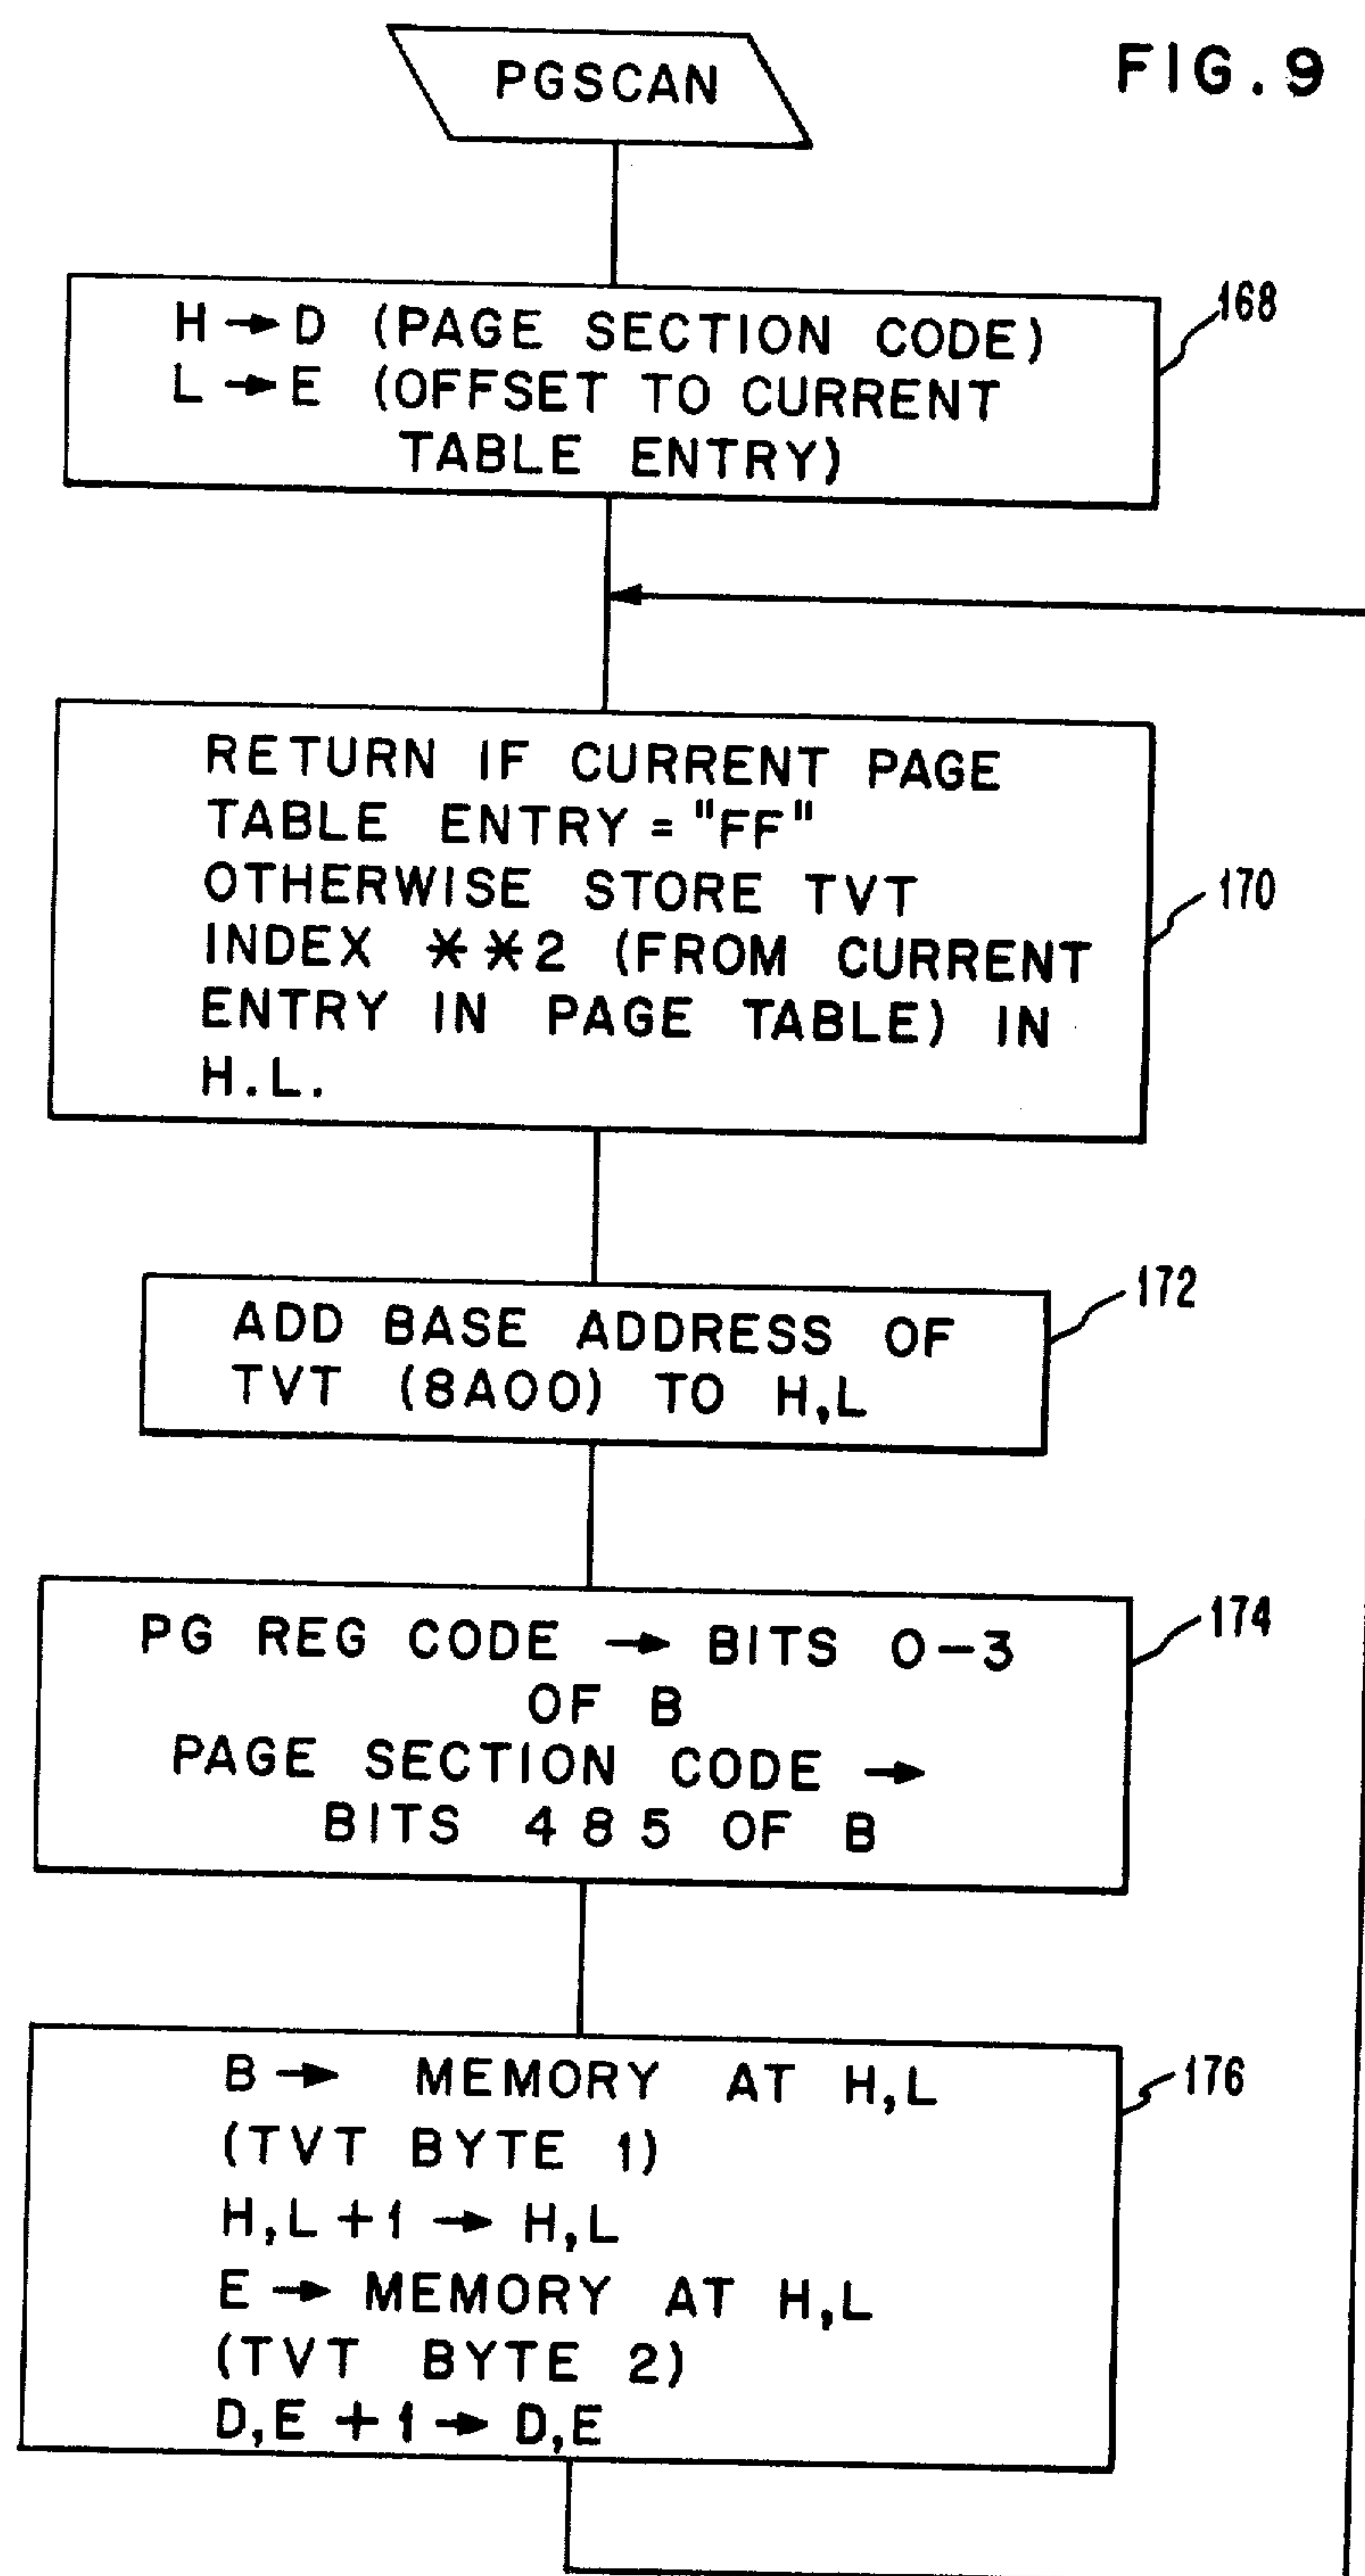 FIG. 9
PGSCAN
168
H → D (PAGE SECTION CODE)
L → E (OFFSET TO CURRENT
TABLE ENTRY)
170
RETURN IF CURRENT PAGE
TABLE ENTRY = "FF"
OTHERWISE STORE TVT
INDEX **2 (FROM CURRENT
ENTRY IN PAGE TABLE) IN
H.L.
172
ADD BASE ADDRESS OF
TVT (8A00) TO H,L
174
PG REG CODE → BITS 0-3
OF B
PAGE SECTION CODE →
BITS 4 8 5 OF B
176
B → MEMORY AT H,L
(TVT BYTE 1)
H,L + 1 → H,L
E → MEMORY AT H,L
(TVT BYTE 2)
D,E + 1 → D,E